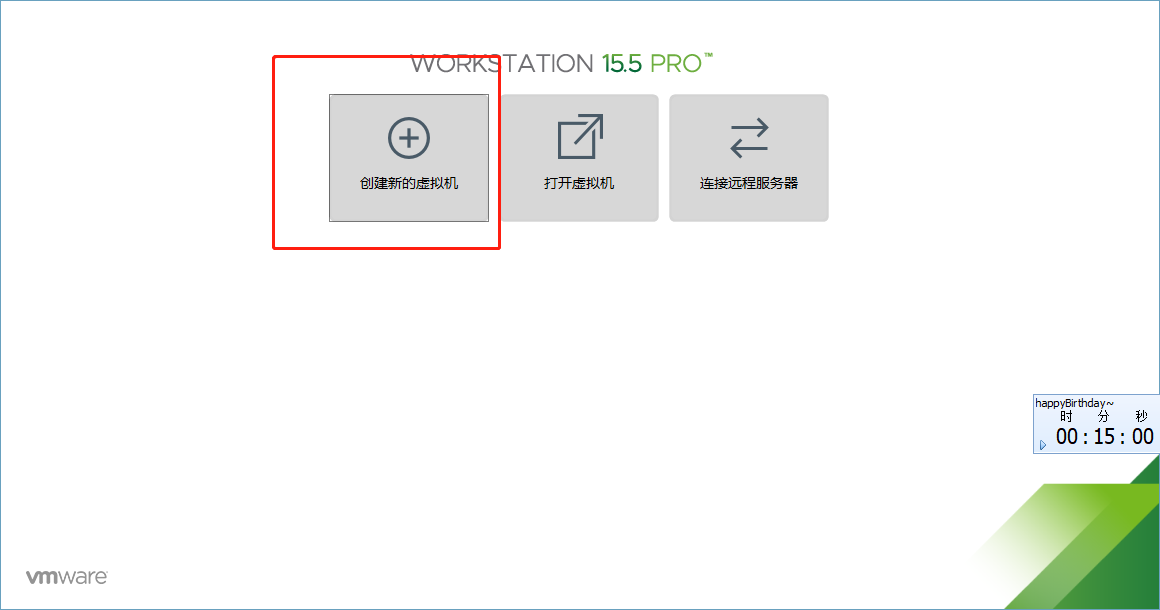 WORKSTATION 15.5 PRO™
创建新的虚拟机
打开虚拟机
连接远程服务器
happyBirthday~
时 分 秒
00 : 15 : 00
vmware